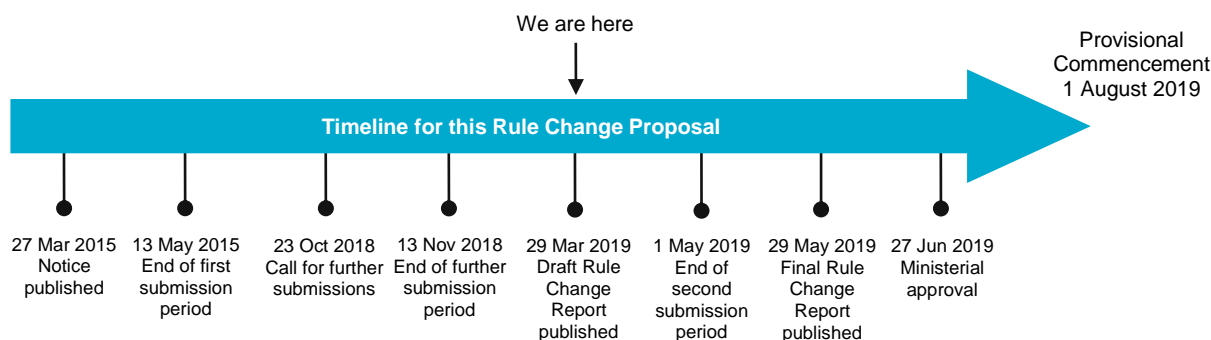 We are here
Provisional
Commencement
1 August 2019
Timeline for this Rule Change Proposal
27 Mar 2015
Notice
published
13 May 2015
End of first
submission
period
23 Oct 2018
Call for further
submissions
13 Nov 2018
End of further
submission
period
29 Mar 2019
Draft Rule
Change
Report
published
1 May 2019
End of
second
submission
period
29 May 2019
Final Rule
Change
Report
published
27 Jun 2019
Ministerial
approval